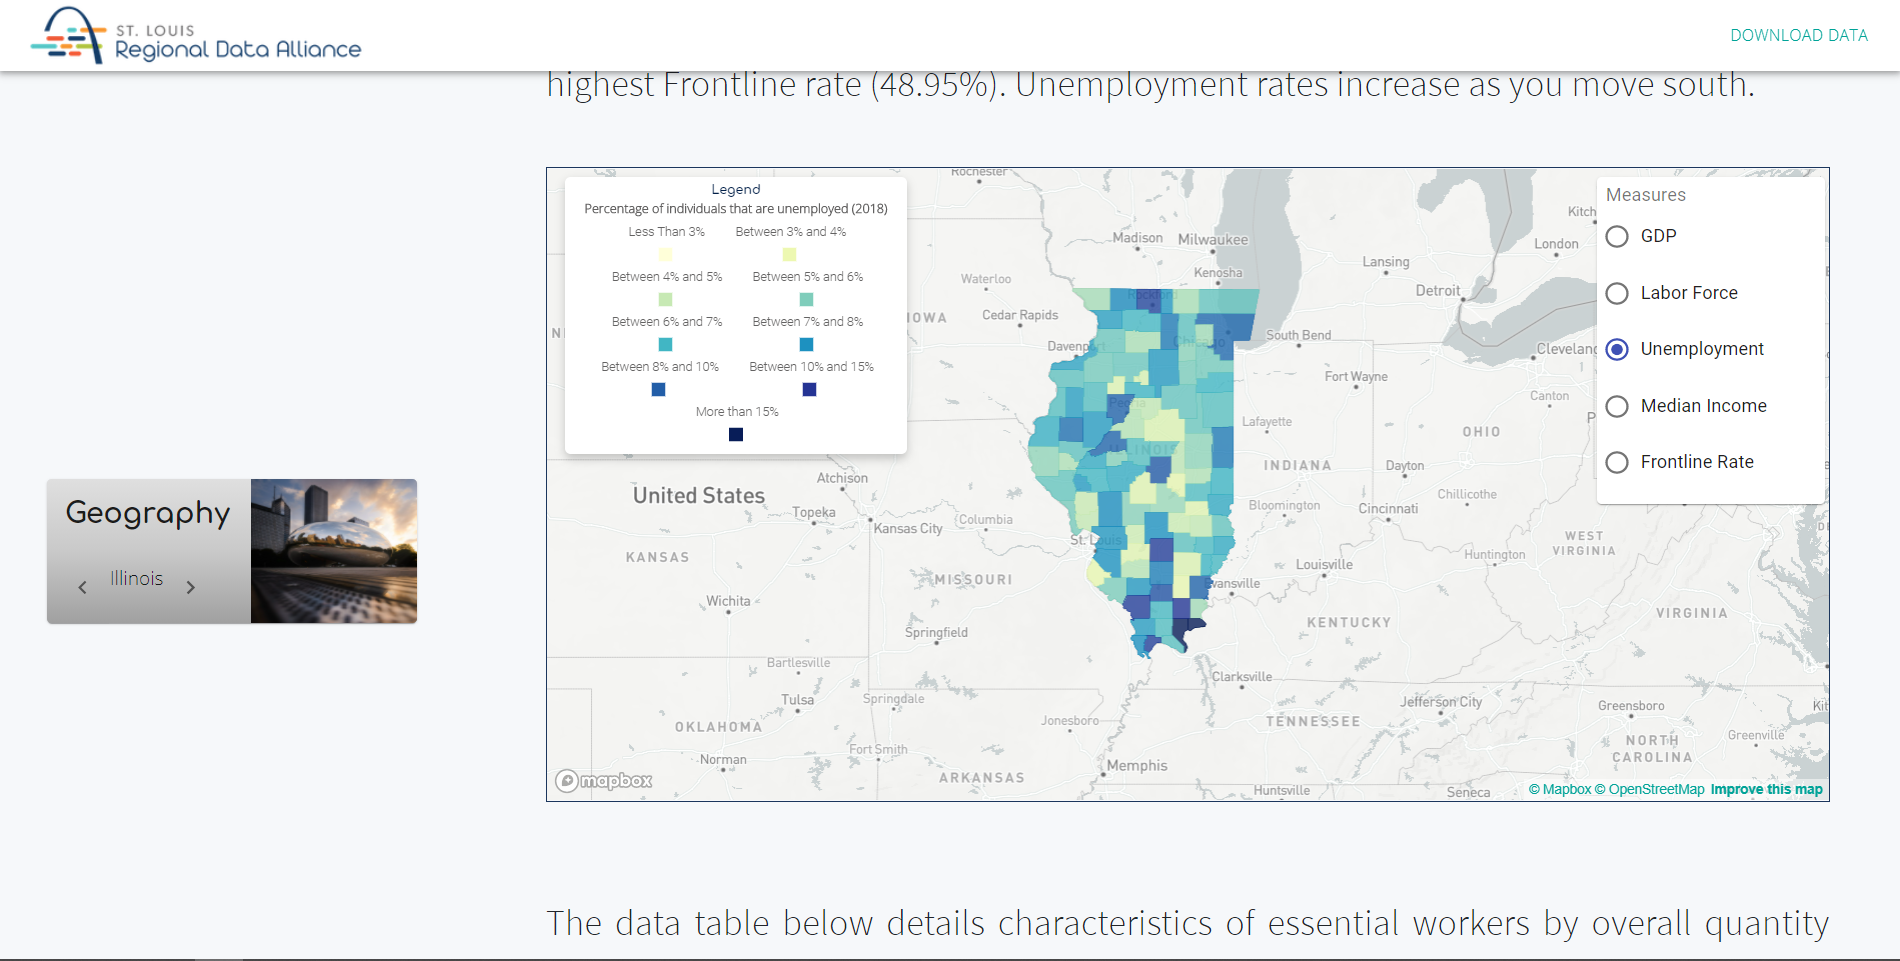 ST. LOUIS
Regional Data Alliance
DOWNLOAD DATA
highest Frontline rate (48.95%). Unemployment rates increase as you move south.
Legend
Percentage of individuals that are unemployed (2018)
Less Than 3%
Between 3% and 4%
Between 4% and 5%
Between 5% and 6%
Between 6% and 7%
Between 7% and 8%
Between 8% and 10%
Between 10% and 15%
More than 15%
Measures
GDP
Labor Force
Unemployment
Median Income
Frontline Rate
Rochester
Madison
Milwaukee
Kitch
London
Lansing
Kenosha
Waterloo
Detroit
Rockford
IOWA
Cedar Rapids
South Bend
Chicago
Davenport
Cleveland
Fort Wayne
Canton
Peoria
Lafayette
OHIO
ILLINOIS
INDIANA
Dayton
Atchison
United States
Chillicothe
Topeka
Kansas City
Columbia
Bloomington
Cincinnati
St. Louis
WEST
VIRGINIA
KANSAS
MISSOURI
Huntington
Louisville
Evansville
Wichita
VIRGINIA
Springfield
KENTUCKY
Bartlesville
Clarksville
Tulsa
Springdale
Jefferson City
Greensboro
Kit
OKLAHOMA
Jonesboro
TENNESSEE
Fort Smith
NORTH
CAROLINA
Greenville
Norman
Memphis
ARKANSAS
Huntsville
Seneca
mapbox
© Mapbox © OpenStreetMap Improve this map
Geography
Illinois
The data table below details characteristics of essential workers by overall quantity